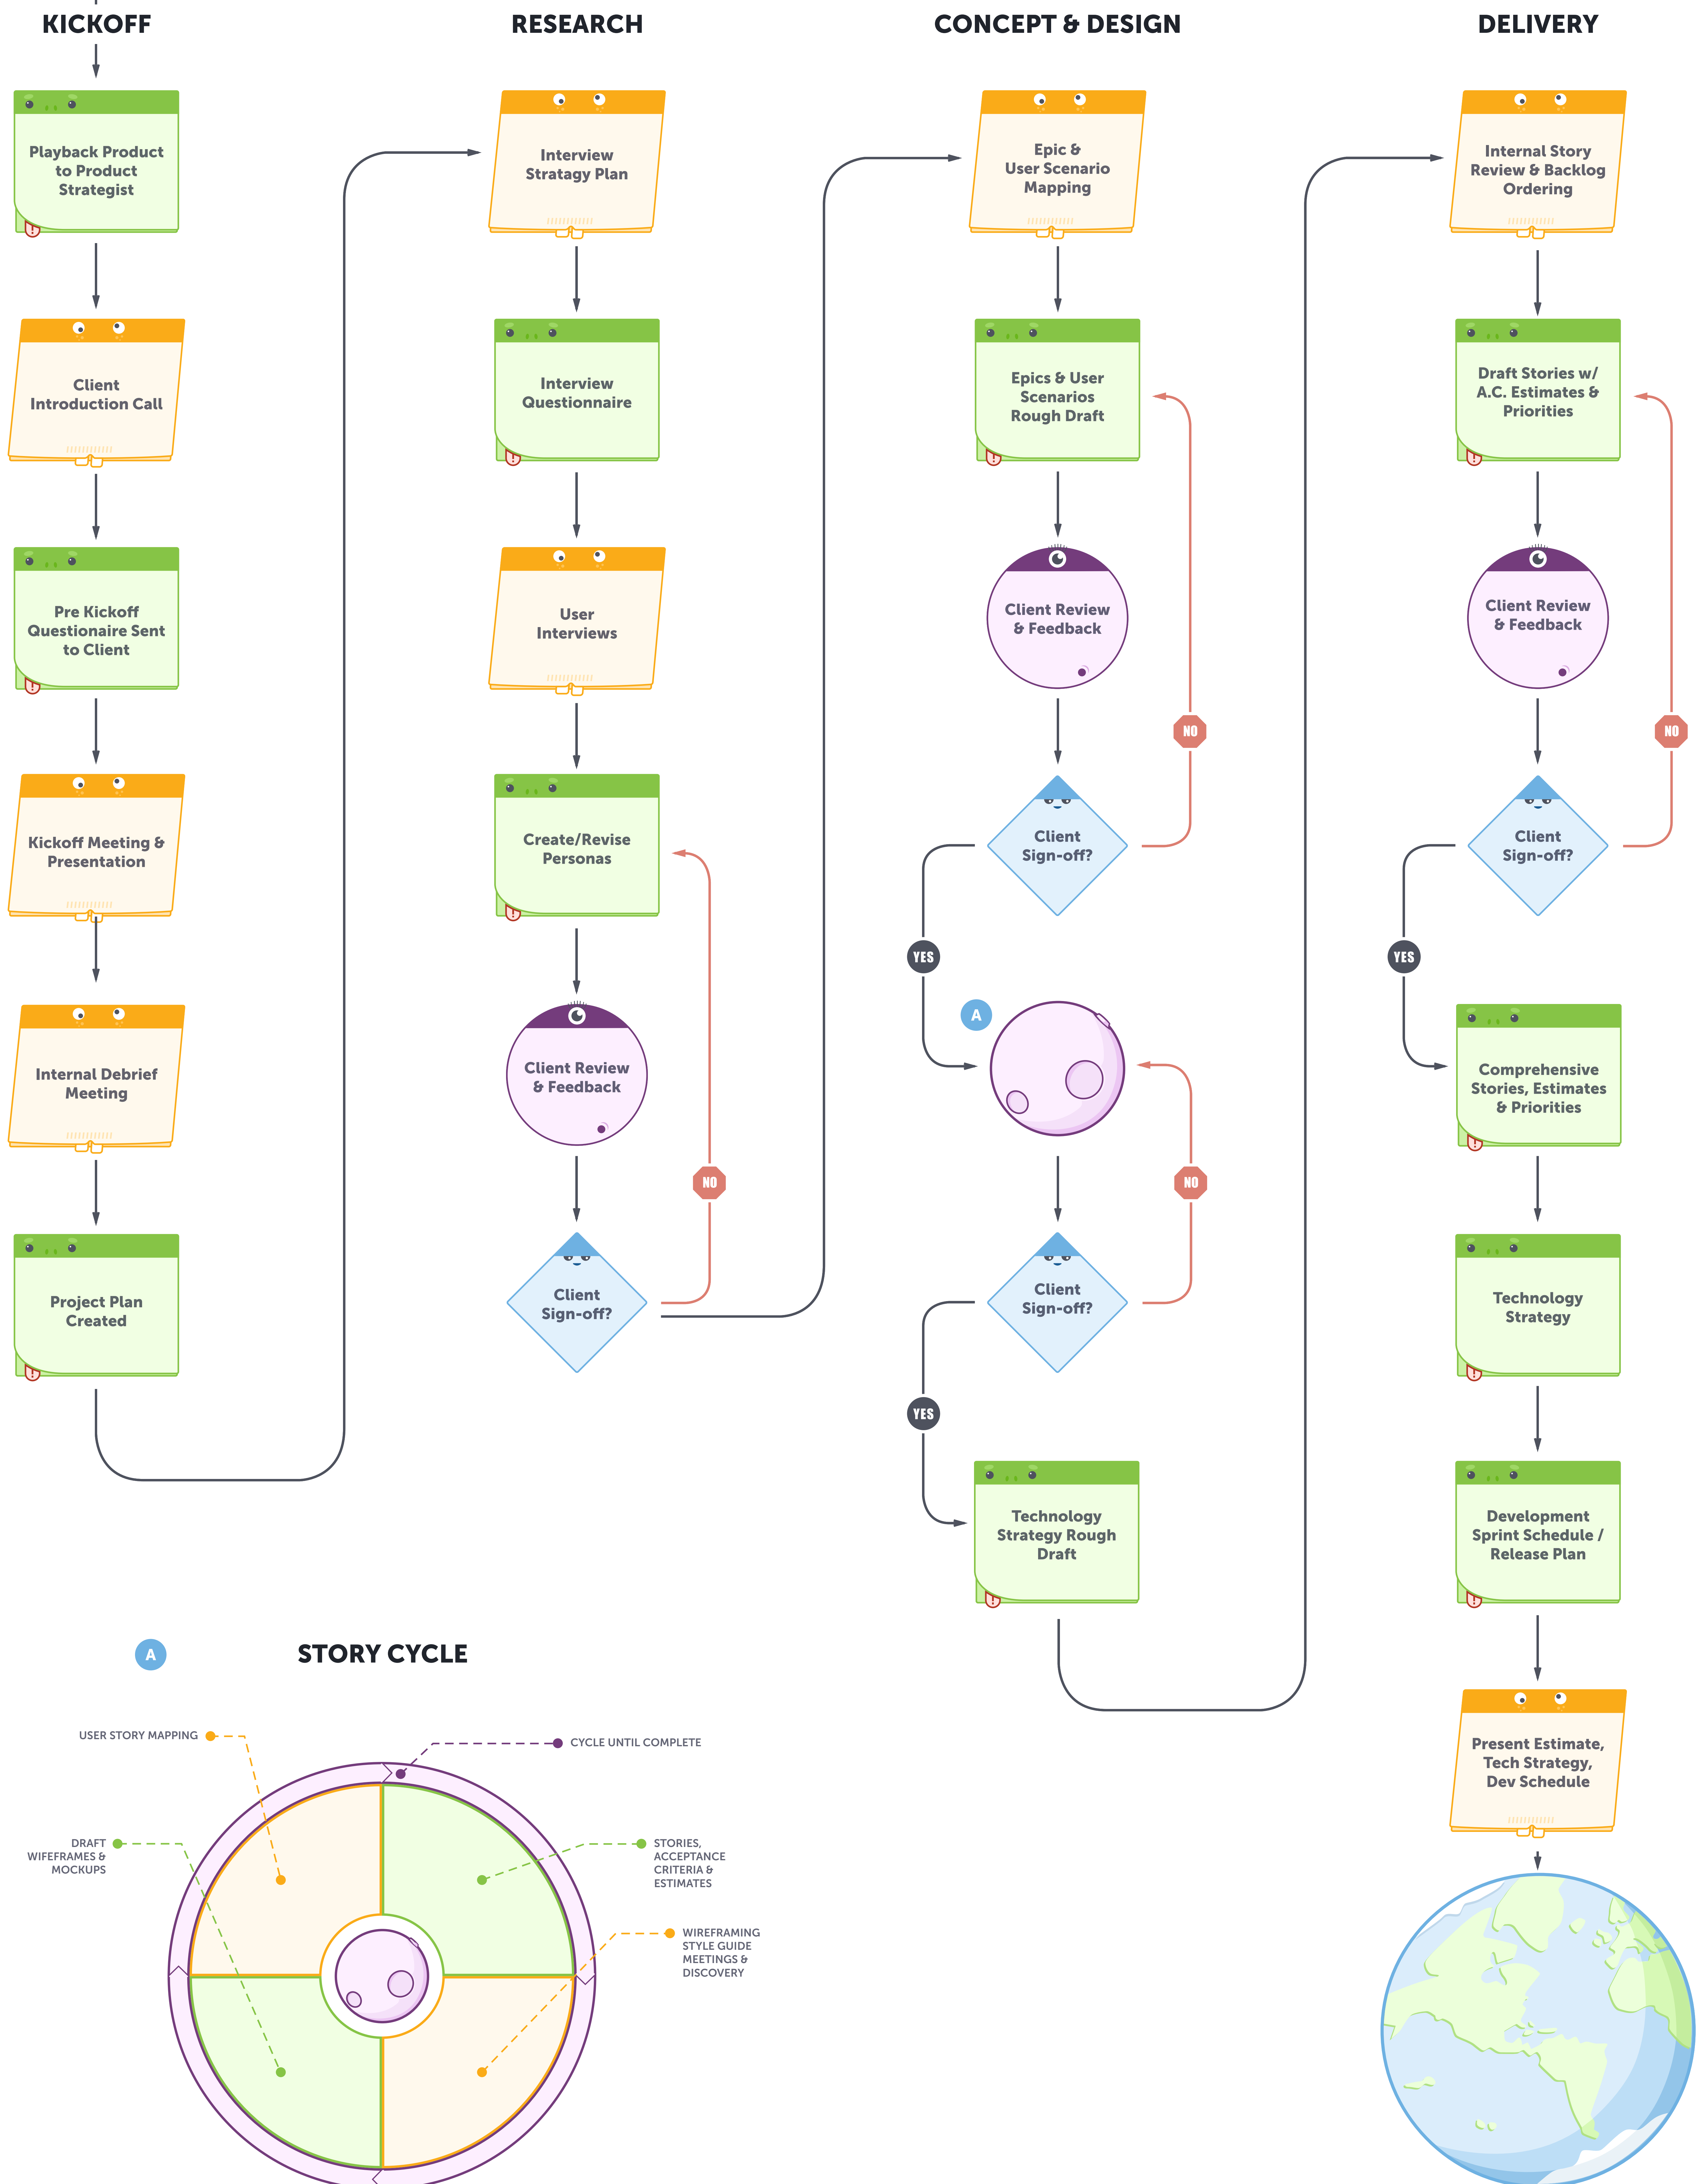 KICKOFF
Playback Product
to Product
Strategist
Client
Introduction Call
Pre Kickoff
Questionaire Sent
to Client
Kickoff Meeting &
Presentation
Internal Debrief
Meeting
Project Plan
Created
RESEARCH
Interview
Stratagy Plan
Interview
Questionnaire
User
Interviews
Create/Revise
Personas
Client Review
& Feedback
NO
Client
Sign-off?
CONCEPT & DESIGN
Epic &
User Scenario
Mapping
Epics & User
Scenarios
Rough Draft
Client Review
& Feedback
NO
Client
Sign-off?
YES
A
NO
Client
Sign-off?
YES
Technology
Strategy Rough
Draft
DELIVERY
Internal Story
Review & Backlog
Ordering
Draft Stories w/
A.C. Estimates &
Priorities
Client Review
& Feedback
NO
Client
Sign-off?
YES
Comprehensive
Stories, Estimates
& Priorities
Technology
Strategy
Development
Sprint Schedule /
Release Plan
Present Estimate,
Tech Strategy,
Dev Schedule
A
STORY CYCLE
USER STORY MAPPING
CYCLE UNTIL COMPLETE
DRAFT
WIFEFRAMES &
MOCKUPS
STORIES,
ACCEPTANCE
CRITERIA &
ESTIMATES
WIREFRAMING
STYLE GUIDE
MEETINGS &
DISCOVERY